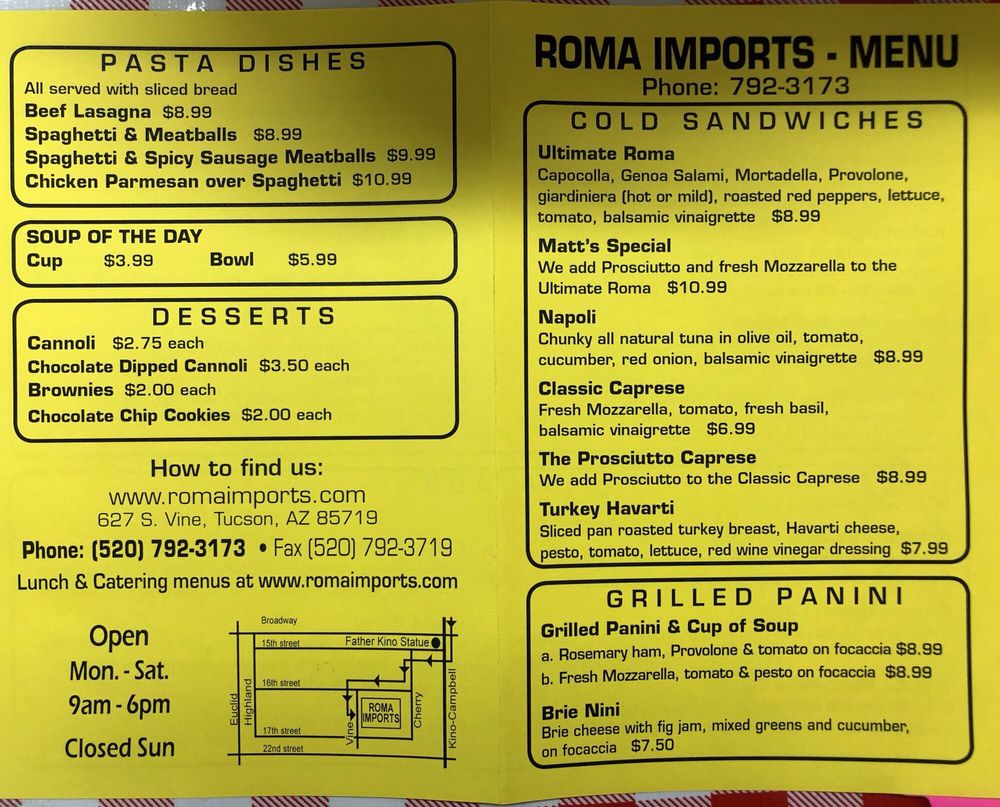 PASTA DISHES
All served with sliced bread
Beef Lasagna $8.99
Spaghetti & Meatballs $8.99
Spaghetti & Spicy Sausage Meatballs $9.99
Chicken Parmesan over Spaghetti $10.99
SOUP OF THE DAY
Cup $3.99 Bowl $5.99
DESSERTS
Cannoli $2.75 each
Chocolate Dipped Cannoli $3.50 each
Brownies $2.00 each
Chocolate Chip Cookies $2.00 each
How to find us:
www.romaimports.com
627 S. Vine, Tucson, AZ 85719
Phone: (520) 792-3173 • Fax (520) 792-3719
Lunch & Catering menus at www.romaimports.com
Open
Mon. - Sat.
9am - 6pm
Closed Sun
Broadway
15th street
Father Kino Statue
16th street
ROMA
IMPORTS
17th street
22nd street
Euclid
Highland
Vine
Cherry
Kino-Campbell
ROMA IMPORTS - MENU
Phone: 792-3173
COLD SANDWICHES
Ultimate Roma
Capocolla, Genoa Salami, Mortadella, Provolone,
giardiniera (hot or mild), roasted red peppers, lettuce,
tomato, balsamic vinaigrette $8.99
Matt's Special
We add Prosciutto and fresh Mozzarella to the
Ultimate Roma $10.99
Napoli
Chunky all natural tuna in olive oil, tomato,
cucumber, red onion, balsamic vinaigrette $8.99
Classic Caprese
Fresh Mozzarella, tomato, fresh basil,
balsamic vinaigrette $6.99
The Prosciutto Caprese
We add Prosciutto to the Classic Caprese $8.99
Turkey Havarti
Sliced pan roasted turkey breast, Havarti cheese,
pesto, tomato, lettuce, red wine vinegar dressing $7.99
GRILLED PANINI
Grilled Panini & Cup of Soup
a. Rosemary ham, Provolone & tomato on focaccia $8.99
b. Fresh Mozzarella, tomato & pesto on focaccia $8.99
Brie Nini
Brie cheese with fig jam, mixed greens and cucumber,
on focaccia $7.50